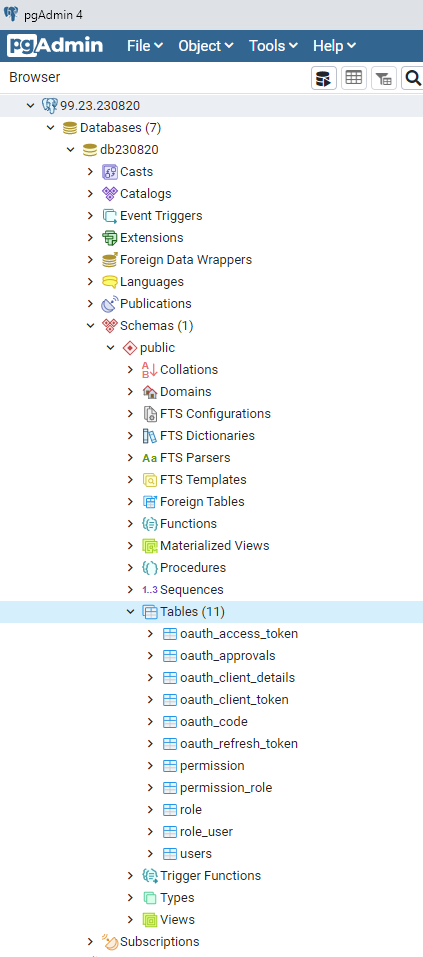 pgAdmin 4
pgAdmin File Object Tools Help
Browser
99.23.230820
Databases (7)
db230820
Casts
Catalogs
Event Triggers
Extensions
Foreign Data Wrappers
Languages
Publications
Schemas (1)
public
Collations
Domains
FTS Configurations
FTS Dictionaries
Aa FTS Parsers
FTS Templates
Foreign Tables
Functions
Materialized Views
Procedures
1..3 Sequences
Tables (11)
oauth_access_token
oauth_approvals
oauth_client_details
oauth_client_token
oauth_code
oauth_refresh_token
permission
permission_role
role
role_user
users
Trigger Functions
Types
Views
Subscriptions